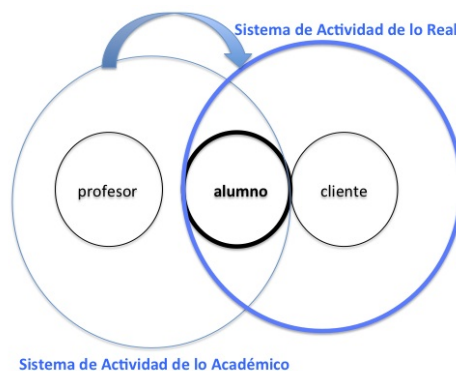 Sistema de Actividad de lo Real
profesor
alumno
cliente
Sistema de Actividad de lo Académico